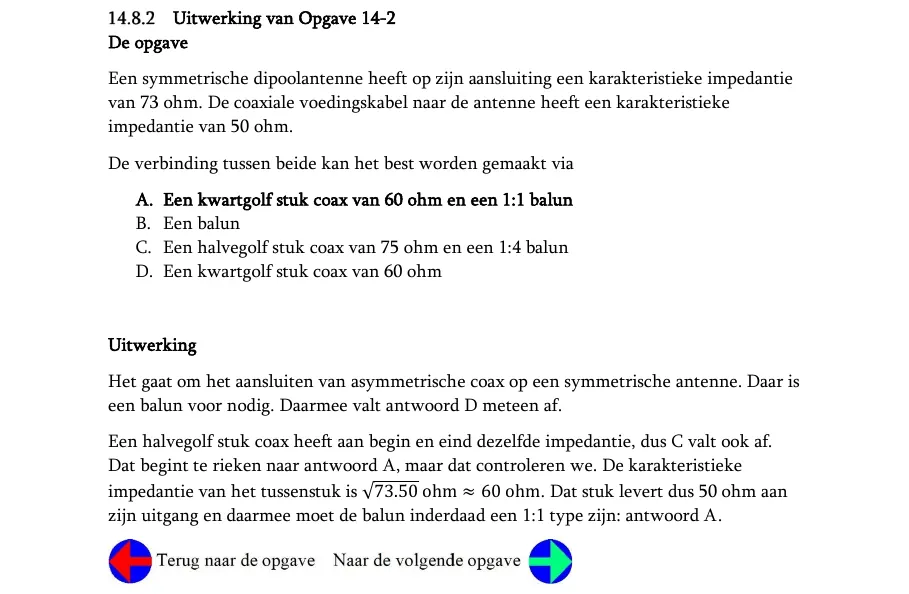 14.8.2 Uitwerking van Opgave 14-2
De opgave
Een symmetrische dipoolantenne heeft op zijn aansluiting een karakteristieke impedantie
van 73 ohm. De coaxiale voedingskabel naar de antenne heeft een karakteristieke
impedantie van 50 ohm.
De verbinding tussen beide kan het best worden gemaakt via
A. Een kwartgolf stuk coax van 60 ohm en een 1:1 balun
B. Een balun
C. Een halvegolf stuk coax van 75 ohm en een 1:4 balun
D. Een kwartgolf stuk coax van 60 ohm
Uitwerking
Het gaat om het aansluiten van asymmetrische coax op een symmetrische antenne. Daar is
een balun voor nodig. Daarmee valt antwoord D meteen af.
Een halvegolf stuk coax heeft aan begin en eind dezelfde impedantie, dus C valt ook af.
Dat begint te rieken naar antwoord A, maar dat controleren we. De karakteristieke
impedantie van het tussenstuk is √73.50 ohm ≈ 60 ohm. Dat stuk levert dus 50 ohm aan
zijn uitgang en daarmee moet de balun inderdaad een 1:1 type zijn: antwoord A.
Terug naar de opgave Naar de volgende opgave